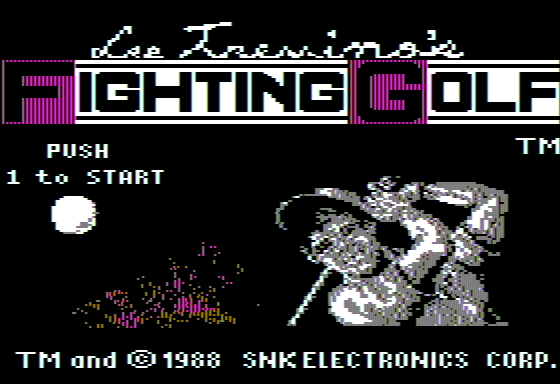 Lee Trevino's
FIGHTING GOLF
TM
PUSH
1 to START
TM and © 1988 SNK ELECTRONICS CORP.